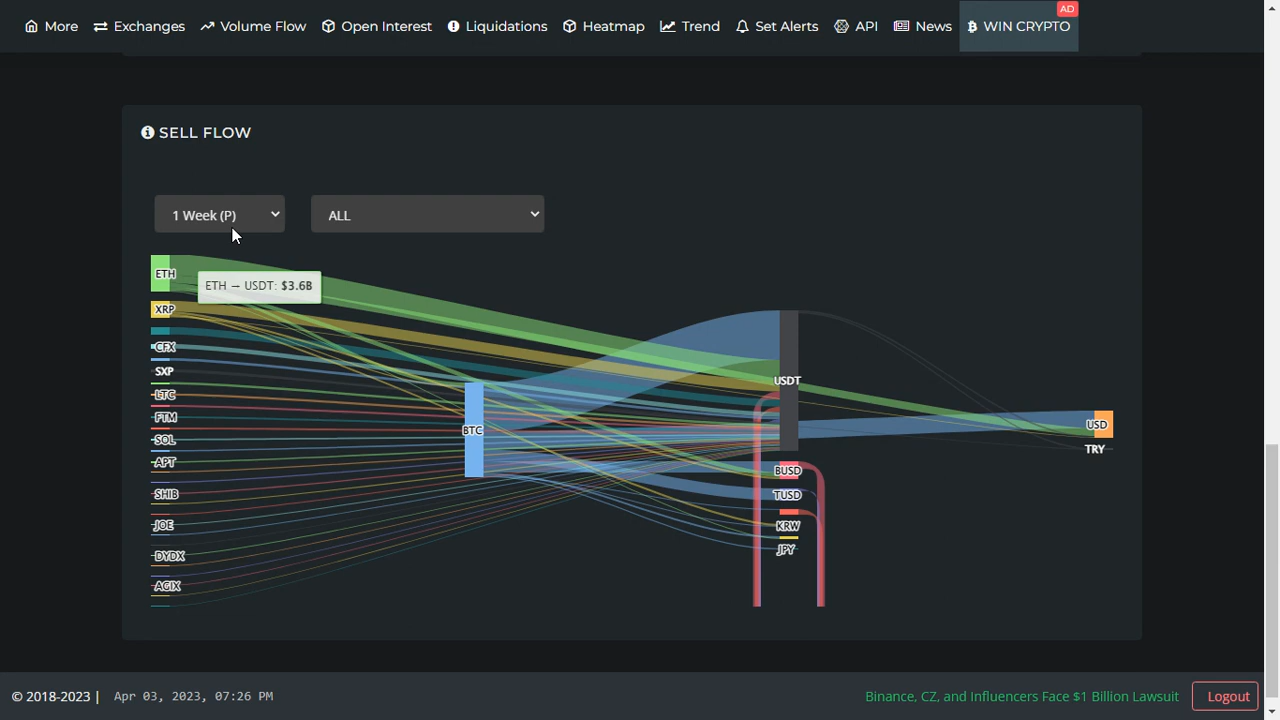 More Exchanges Volume Flow Open Interest Liquidations Heatmap Trend Set Alerts API News WIN CRYPTO AD
SELL FLOW
1 Week (P) ALL
ETH
ETH → USDT: $3.6B
XRP
CFX
SXP
LTC
FTM
SOL
APT
SHIB
JOE
DYDX
AGIX
BTC
USDT
BUSD
TUSD
KRW
JPY
USD
TRY
© 2018-2023 | Apr 03, 2023, 07:26 PM Binance, CZ, and Influencers Face $1 Billion Lawsuit Logout